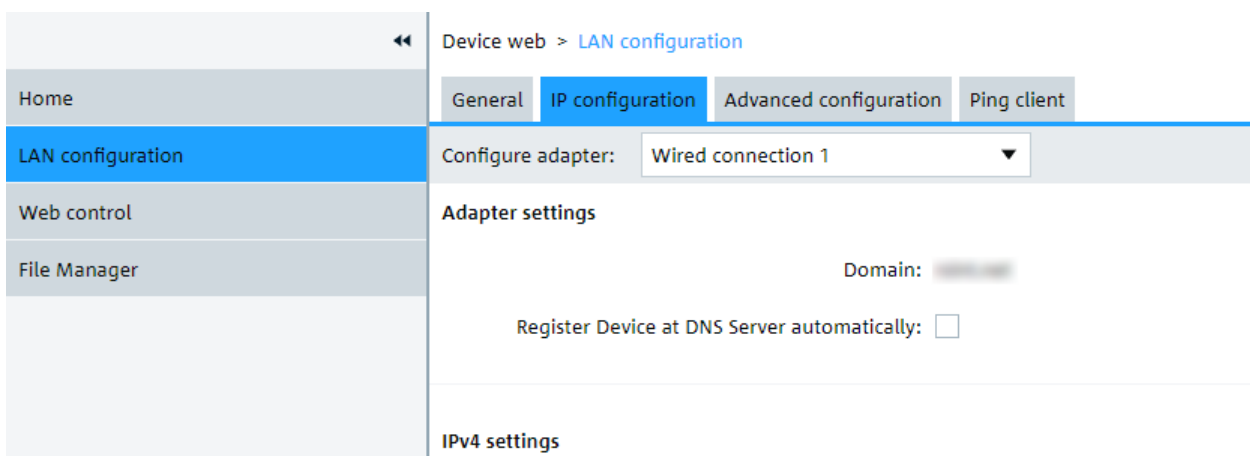 Device web > LAN configuration
Home
LAN configuration
Web control
File Manager
General IP configuration Advanced configuration Ping client
Configure adapter: Wired connection 1
Adapter settings
Domain:
Register Device at DNS Server automatically:
IPv4 settings